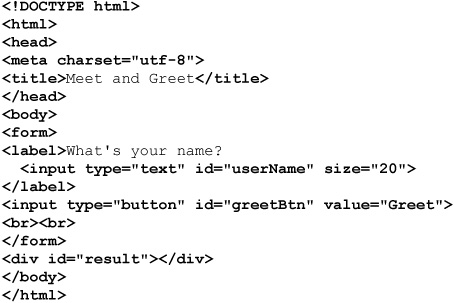 <!DOCTYPE html>
<html>
<head>
<meta charset="utf-8">
<title>Meet and Greet</title>
</head>
<body>
<form>
<label>What's your name?
  <input type="text" id="userName" size="20">
</label>
<input type="button" id="greetBtn" value="Greet">
<br><br>
</form>
<div id="result"></div>
</body>
</html>